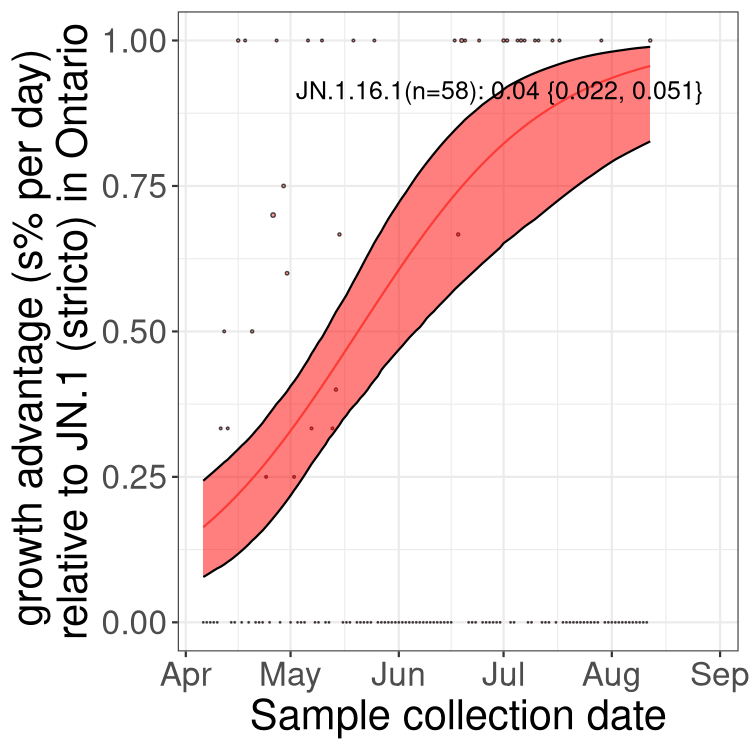 growth advantage (s% per day)
relative to JN.1 (stricto) in Ontario
1.00
0.75
0.50
0.25
0.00
JN.1.16.1(n=58): 0.04 {0.022, 0.051}
Apr May Jun Jul Aug Sep
Sample collection date